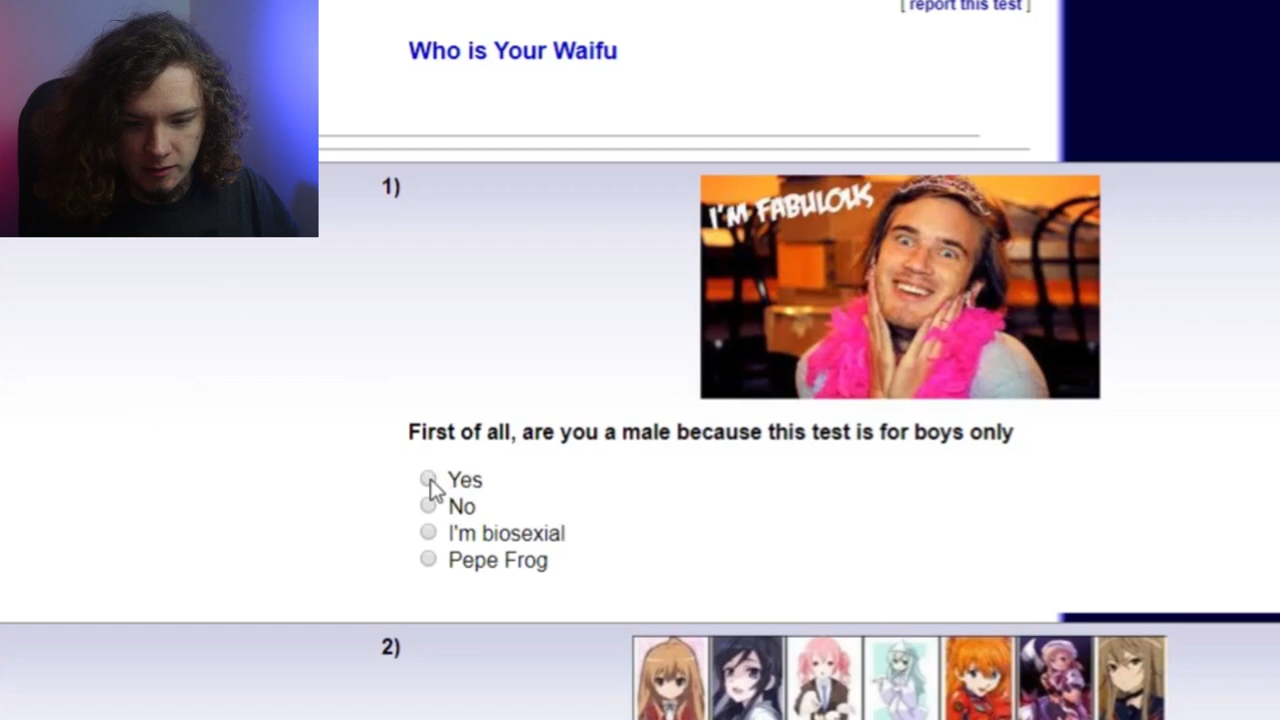 [ report this test ]
Who is Your Waifu
1)
I'M FABULOUS
First of all, are you a male because this test is for boys only
Yes
No
I'm biosexial
Pepe Frog
2)